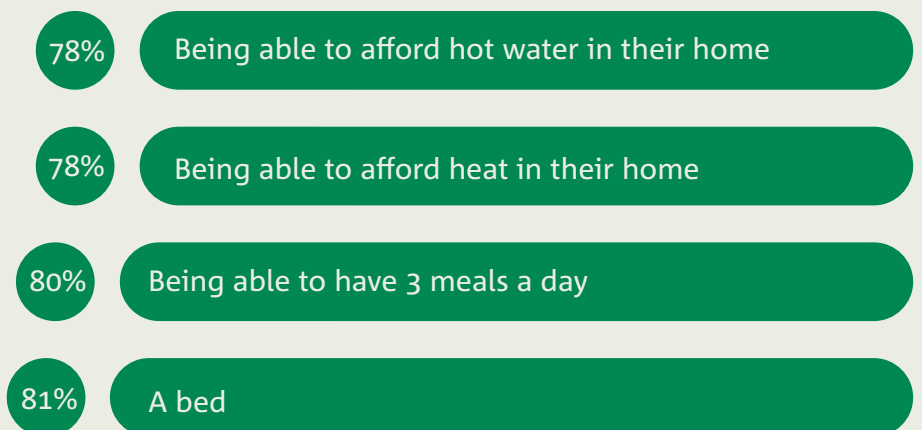 78% Being able to afford hot water in their home
78% Being able to afford heat in their home
80% Being able to have 3 meals a day
81% A bed